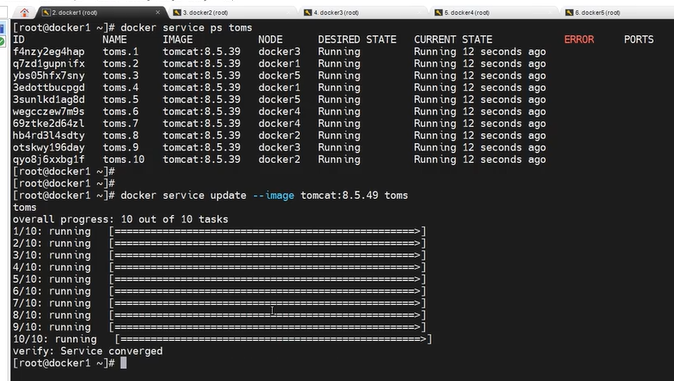 2. docker1 (root)
3. docker2 (root)
4. docker3 (root)
5. docker4 (root)
6. docker5 (root)
[root@docker1 ~]# docker service ps toms
ID NAME IMAGE NODE DESIRED STATE CURRENT STATE ERROR PORTS
f4nzy2eg4hap toms.1 tomcat:8.5.39 docker3 Running Running 12 seconds ago
q7zd1gupnifx toms.2 tomcat:8.5.39 docker1 Running Running 12 seconds ago
ybs05hfx7sny toms.3 tomcat:8.5.39 docker5 Running Running 12 seconds ago
3edottbucpgd toms.4 tomcat:8.5.39 docker1 Running Running 12 seconds ago
3sunlkd1ag8d toms.5 tomcat:8.5.39 docker5 Running Running 12 seconds ago
wegcczew7m9s toms.6 tomcat:8.5.39 docker4 Running Running 12 seconds ago
69ztke2d64zl toms.7 tomcat:8.5.39 docker4 Running Running 12 seconds ago
hb4rd3l4sdty toms.8 tomcat:8.5.39 docker2 Running Running 12 seconds ago
otskwy196day toms.9 tomcat:8.5.39 docker3 Running Running 12 seconds ago
qyo8j6xxbg1f toms.10 tomcat:8.5.39 docker2 Running Running 12 seconds ago
[root@docker1 ~]#
[root@docker1 ~]#
[root@docker1 ~]# docker service update --image tomcat:8.5.49 toms
toms
overall progress: 10 out of 10 tasks
1/10: running [==================================================>]
2/10: running [==================================================>]
3/10: running [==================================================>]
4/10: running [==================================================>]
5/10: running [==================================================>]
6/10: running [==================================================>]
7/10: running [==================================================>]
8/10: running [==================================================>]
9/10: running [==================================================>]
10/10: running [==================================================>]
verify: Service converged
[root@docker1 ~]#